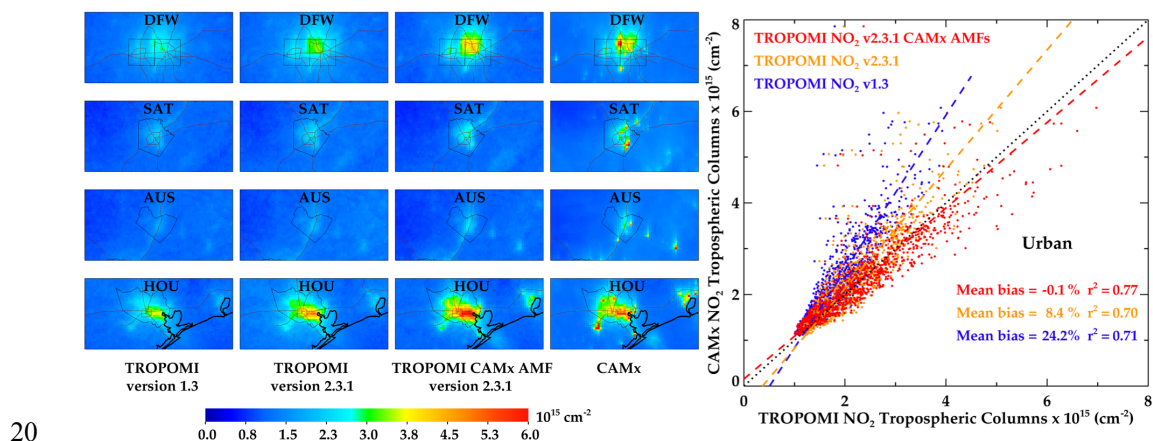 DFW DFW DFW DFW
SAT SAT SAT SAT
AUS AUS AUS AUS
HOU HOU HOU HOU
TROPOMI
version 1.3
TROPOMI
version 2.3.1
TROPOMI CAMx AMF
version 2.3.1
CAMx
0.0 0.8 1.5 2.3 3.0 3.8 4.5 5.3 6.0
10¹⁵ cm⁻²
CAMx NO₂ Tropospheric Columns x 10¹⁵ (cm⁻²)
8
6
4
2
0
TROPOMI NO₂ v2.3.1 CAMx AMFs
TROPOMI NO₂ v2.3.1
TROPOMI NO₂ v1.3
Urban
Mean bias = -0.1% r² = 0.77
Mean bias = 8.4% r² = 0.70
Mean bias = 24.2% r² = 0.71
0 2 4 6 8
TROPOMI NO₂ Tropospheric Columns x 10¹⁵ (cm⁻²)
20